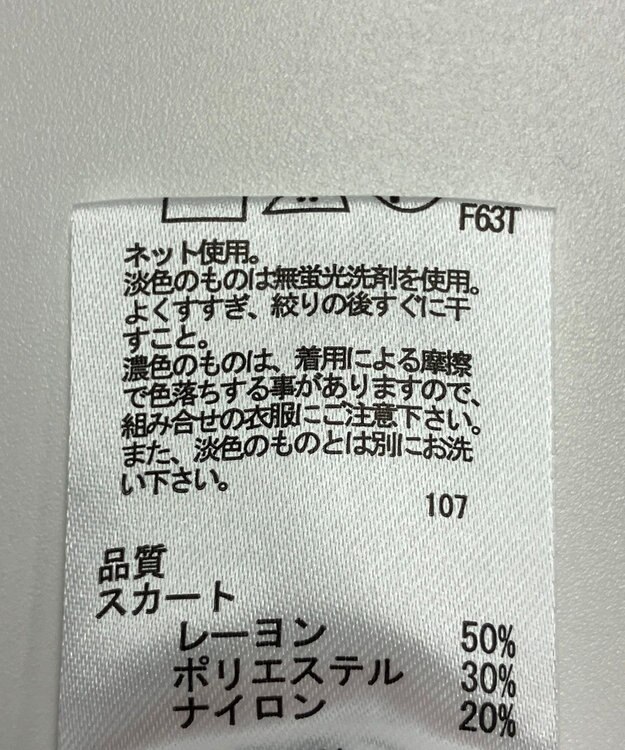 F63T
ネット使用。
淡色のものは無蛍光洗剤を使用。
よくすすぎ、絞りの後すぐに干
すこと。
濃色のものは、着用による摩擦
で色落ちする事がありますので、
組み合せの衣服にご注意下さい。
また、淡色のものとは別にお洗
い下さい。
107
品質
スカート
レーヨン 50%
ポリエステル 30%
ナイロン 20%